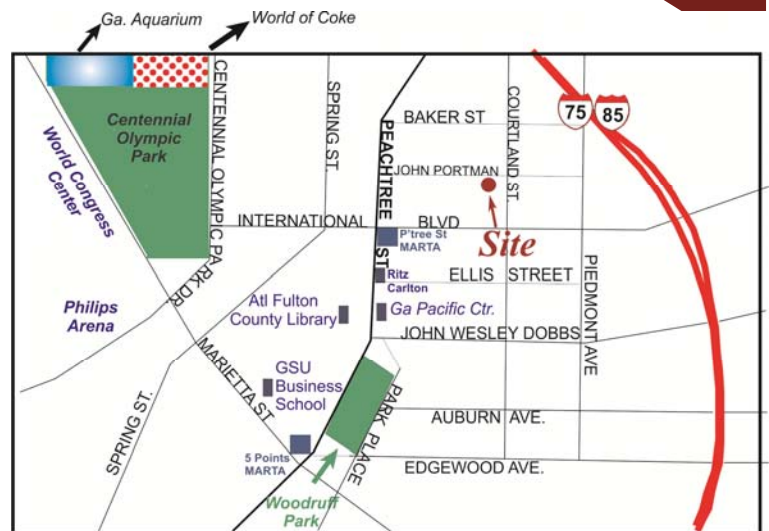 Ga. Aquarium
World of Coke
Centennial
Olympic
Park
CENTENNIAL OLYMPIC PARK DR
SPRING ST.
PEACHTREE ST
BAKER ST
COURTLAND ST.
75
85
JOHN PORTMAN
World Congress
Center
INTERNATIONAL BLVD
P'tree St
MARTA
Site
Ritz
Carlton
ELLIS STREET
PIEDMONT AVE
Philips
Arena
Atl Fulton
County Library
Ga Pacific Ctr.
JOHN WESLEY DOBBS
MARIETTA ST
GSU
Business
School
PARK PLACE
AUBURN AVE.
SPRING ST.
5 Points
MARTA
EDGEWOOD AVE.
Woodruff
Park